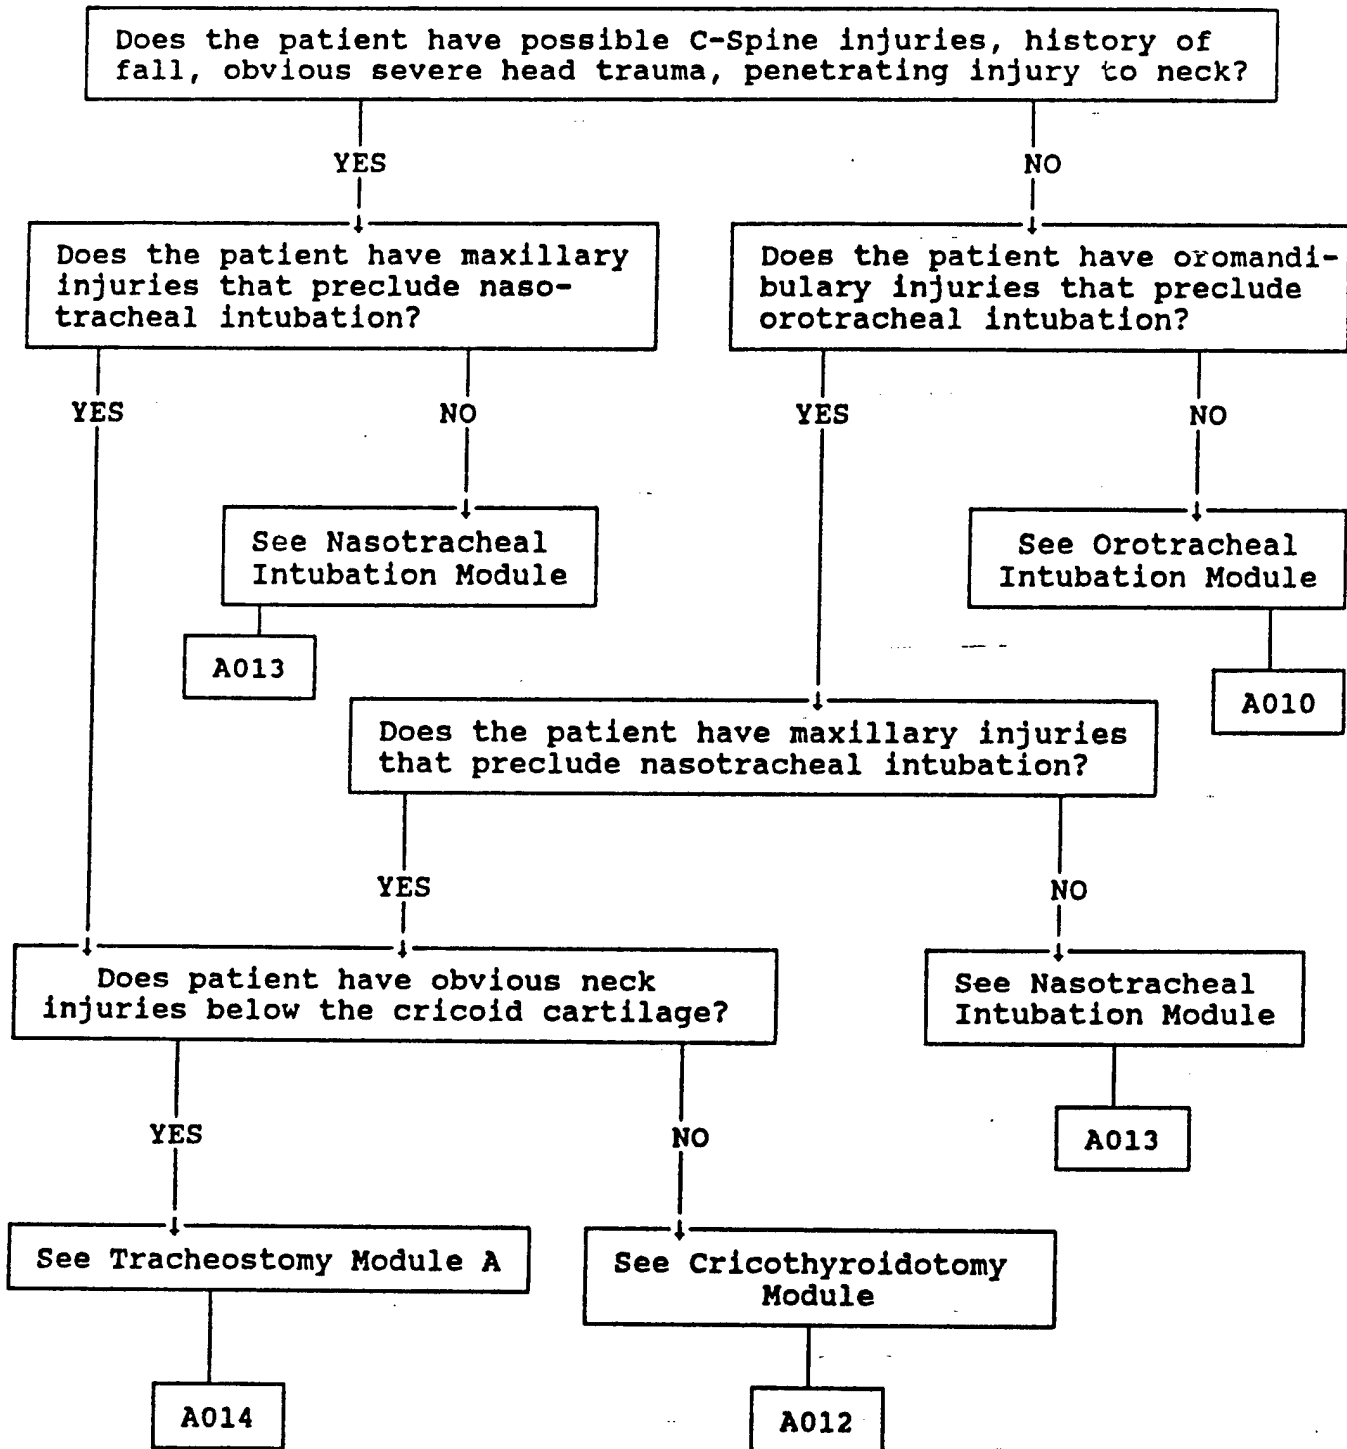 Does the patient have possible C-Spine injuries, history of
fall, obvious severe head trauma, penetrating injury to neck?
YES
NO
Does the patient have maxillary
injuries that preclude naso-
tracheal intubation?
Does the patient have oromandi-
bulary injuries that preclude
orotracheal intubation?
YES
NO
YES
NO
See Nasotracheal
Intubation Module
A013
See Orotracheal
Intubation Module
A010
Does the patient have maxillary injuries
that preclude nasotracheal intubation?
YES
NO
Does patient have obvious neck
injuries below the cricoid cartilage?
See Nasotracheal
Intubation Module
A013
YES
NO
See Tracheostomy Module A
A014
See Cricothyroidotomy
Module
A012